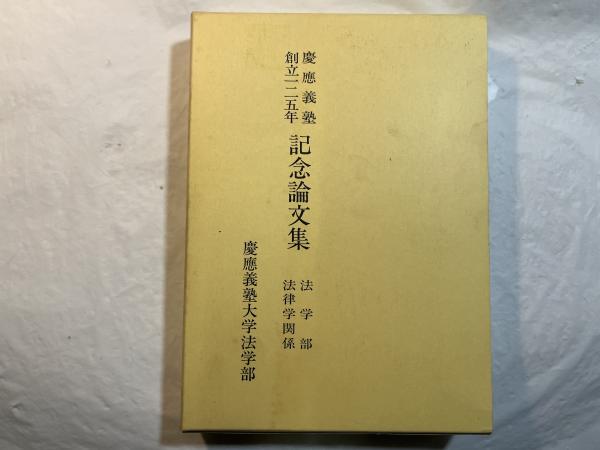 慶應義塾
創立一二五年
記念論文集
法学部
法律学関係
慶應義塾大学法学部